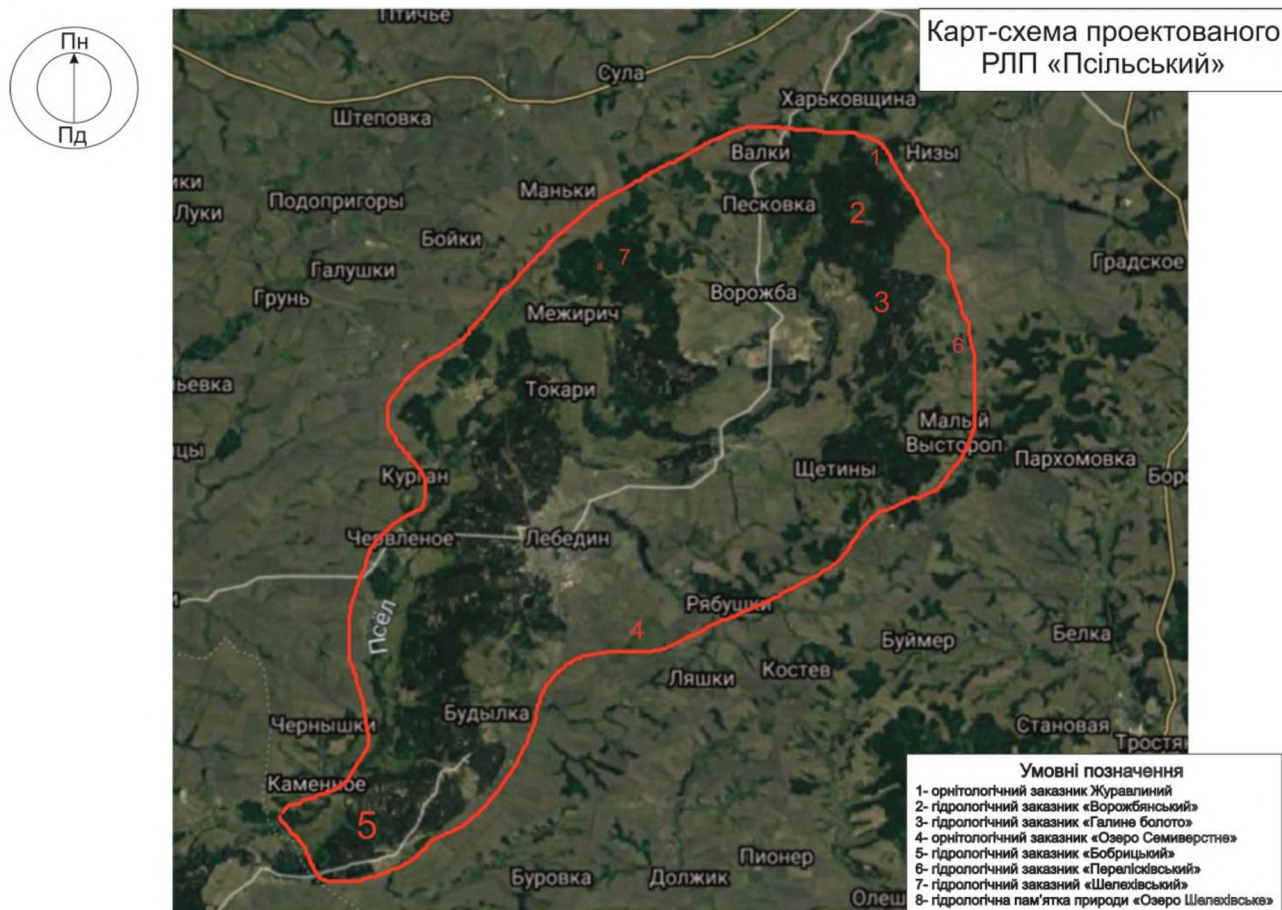 Карт-схема проектованого
РЛП «Псільський»
Пн
Пд
Птичье
Сула
Штеповка
Харьковщина
Валки
1
Низы
Маньки
Луки
Подопригоры
Песковка
2
Бойки
7
8
Галушки
Градское
Грунь
Ворожба
3
Межирич
6
Токари
Малый
Выстороп
Курган
Щетины
Пархомовка
Червленое
Лебедин
Псёл
Рябушки
4
Буймер
Белка
Ляшки
Костев
Будылка
Чернышки
Становая
Каменное
5
Пионер
Буровка
Должик
Умовні позначення
1- орнітологічний заказник Журавлиний
2- гідрологічний заказник «Ворожбянський»
3- гідрологічний заказник «Галине болото»
4- орнітологічний заказник «Озеро Семиверстне»
5- гідрологічний заказник «Бобрицький»
6- гідрологічний заказник «Перелісківський»
7- гідрологічний заказний «Шелехівський»
8- гідрологічна пам'ятка природи «Озеро Шелехівське»